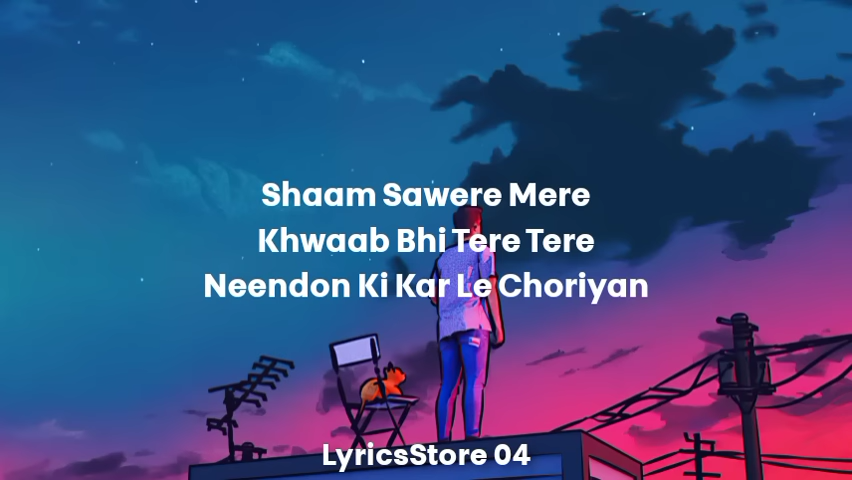 Shaam Sawere Mere
Khwaab Bhi Tere Tere
Neendon Ki Kar Le Choriyan
LyricsStore 04